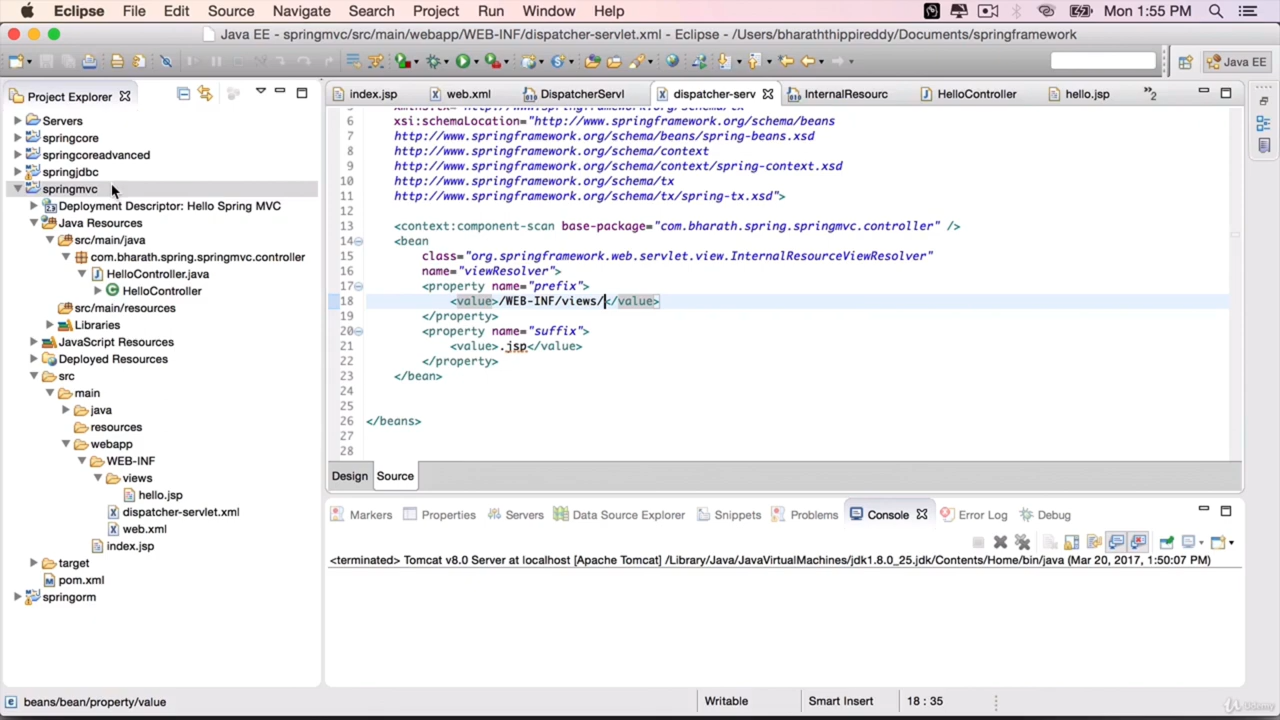 Eclipse File Edit Source Navigate Search Project Run Window Help Mon 1:55 PM
Java EE - springmvc/src/main/webapp/WEB-INF/dispatcher-servlet.xml - Eclipse - /Users/bharaththippireddy/Documents/springframework
Java EE
Project Explorer
index.jsp web.xml DispatcherServl dispatcher-serv InternalResourc HelloController hello.jsp »2
Servers
springcore
springcoreadvanced
springjdbc
springmvc
Deployment Descriptor: Hello Spring MVC
Java Resources
src/main/java
com.bharath.spring.springmvc.controller
HelloController.java
HelloController
src/main/resources
Libraries
JavaScript Resources
Deployed Resources
src
main
java
resources
webapp
WEB-INF
views
hello.jsp
dispatcher-servlet.xml
web.xml
index.jsp
target
pom.xml
springorm
6 xsi:schemaLocation="http://www.springframework.org/schema/beans
7 http://www.springframework.org/schema/beans/spring-beans.xsd
8 http://www.springframework.org/schema/context
9 http://www.springframework.org/schema/context/spring-context.xsd
10 http://www.springframework.org/schema/tx
11 http://www.springframework.org/schema/tx/spring-tx.xsd">
12
13 <context:component-scan base-package="com.bharath.spring.springmvc.controller" />
14 <bean
15 class="org.springframework.web.servlet.view.InternalResourceViewResolver"
16 name="viewResolver">
17 <property name="prefix">
18 <value>/WEB-INF/views/</value>
19 </property>
20 <property name="suffix">
21 <value>.jsp</value>
22 </property>
23 </bean>
24
25
26 </beans>
27
28
Design Source
Markers Properties Servers Data Source Explorer Snippets Problems Console Error Log Debug
<terminated> Tomcat v8.0 Server at localhost [Apache Tomcat] /Library/Java/JavaVirtualMachines/jdk1.8.0_25.jdk/Contents/Home/bin/java (Mar 20, 2017, 1:50:07 PM)
beans/bean/property/value Writable Smart Insert 18 : 35
Udemy